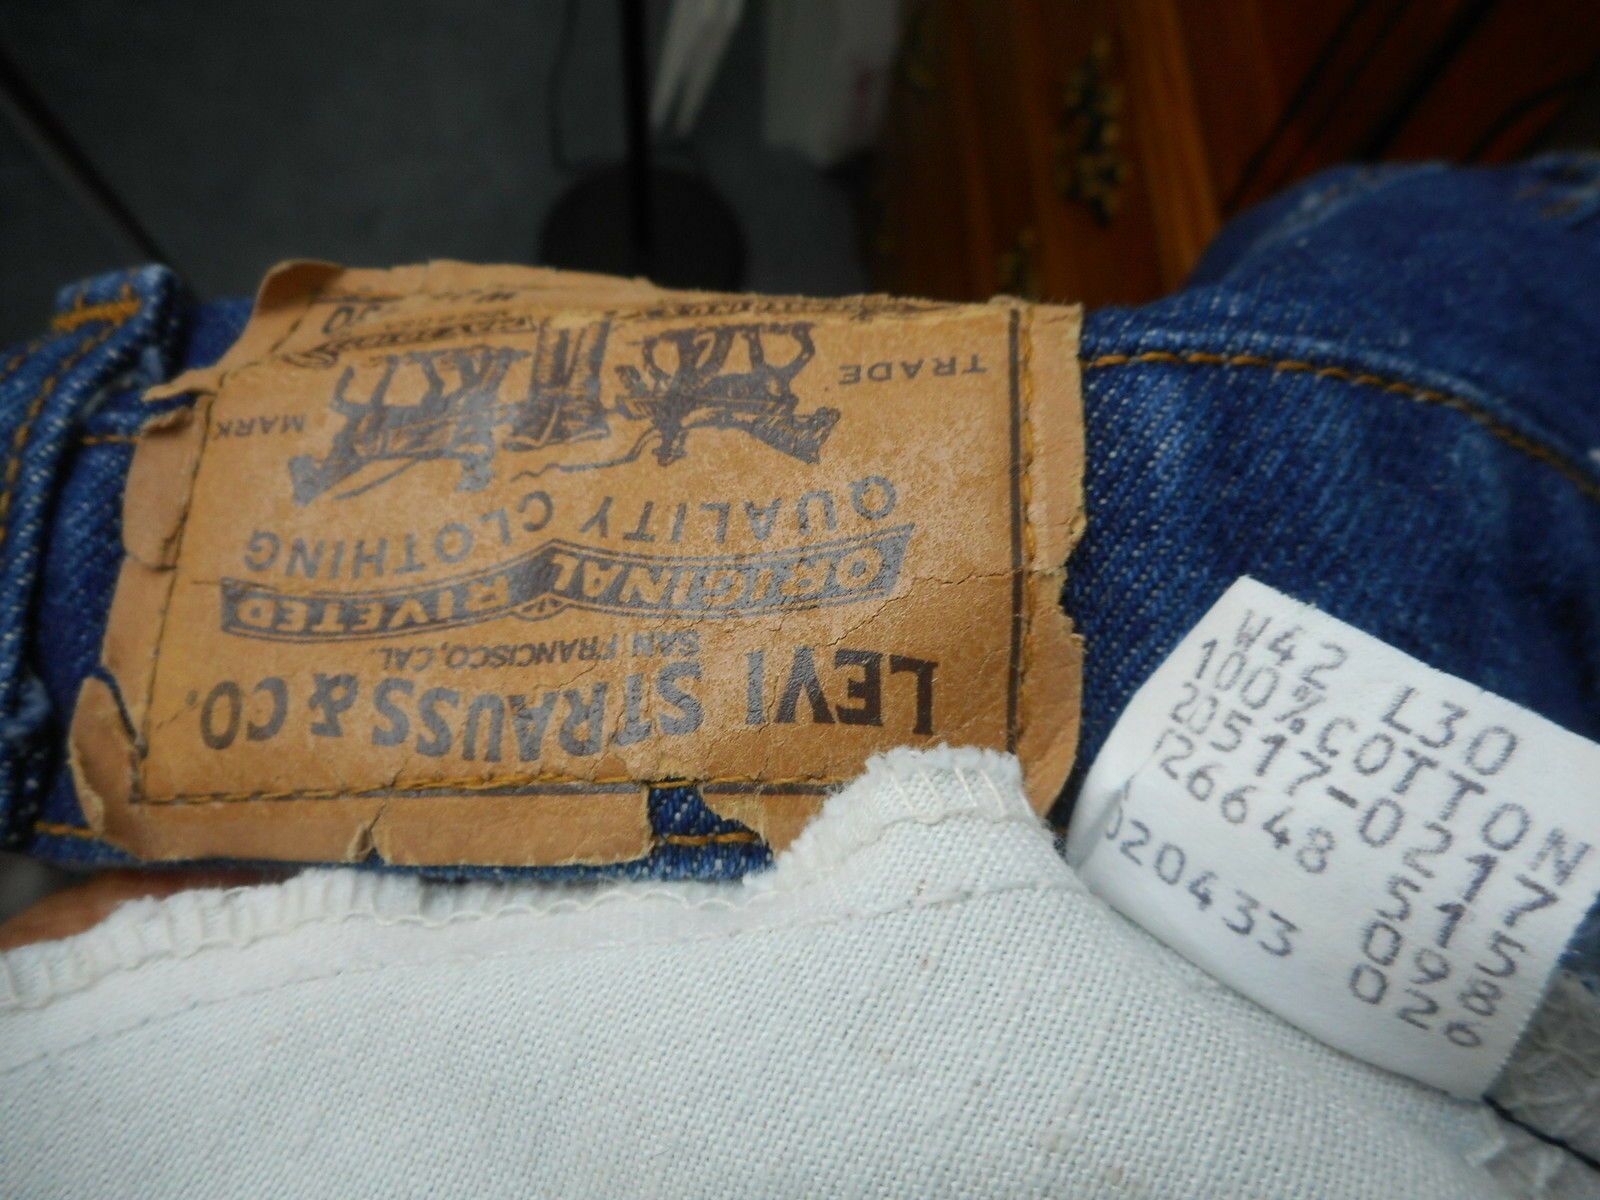 LEVI STRAUSS & CO.
SAN FRANCISCO, CAL.
ORIGINAL RIVETED
QUALITY CLOTHING
TRADE MARK
W42 L30
100%COTTON
20517-0217
26648 515
020433 098
020